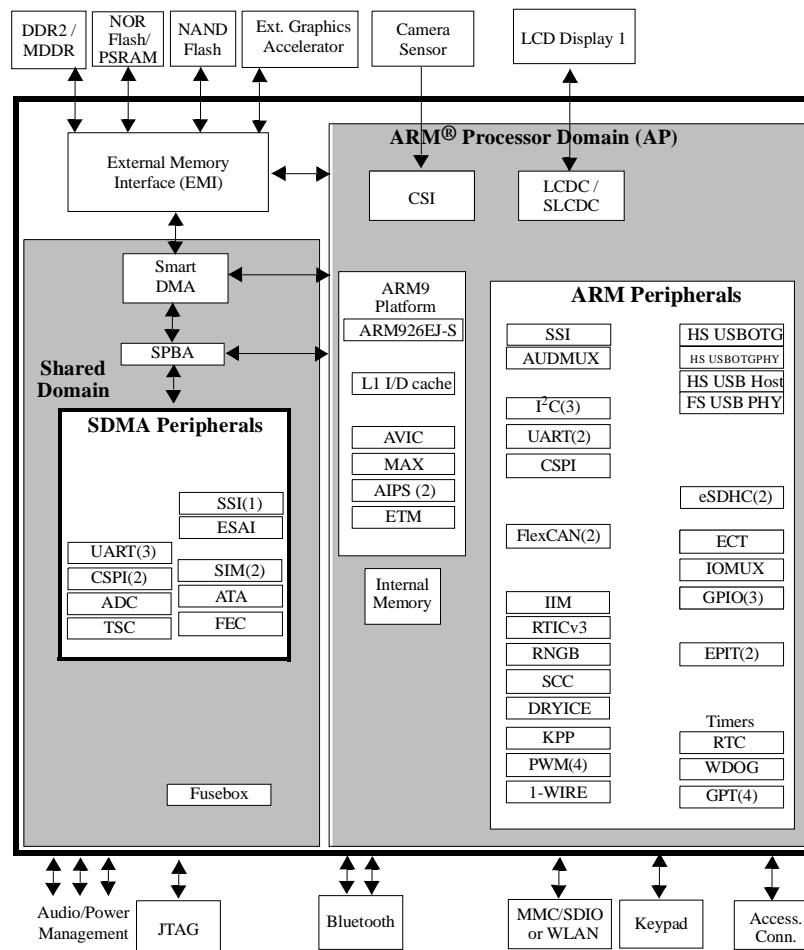 DDR2 /
MDDR
NOR
Flash/
PSRAM
NAND
Flash
Ext. Graphics
Accelerator
Camera
Sensor
LCD Display 1
ARM® Processor Domain (AP)
External Memory
Interface (EMI)
CSI
LCDC /
SLCDC
Smart
DMA
SPBA
Shared
Domain
SDMA Peripherals
SSI(1)
ESAI
UART(3)
CSPI(2)
ADC
TSC
SIM(2)
ATA
FEC
Fusebox
ARM9
Platform
ARM926EJ-S
L1 I/D cache
AVIC
MAX
AIPS (2)
ETM
Internal
Memory
ARM Peripherals
SSI
AUDMUX
I²C(3)
UART(2)
CSPI
FlexCAN(2)
IIM
RTICv3
RNGB
SCC
DRYICE
KPP
PWM(4)
1-WIRE
HS USBOTG
HS USBOTGPHY
HS USB Host
FS USB PHY
eSDHC(2)
ECT
IOMUX
GPIO(3)
EPIT(2)
Timers
RTC
WDOG
GPT(4)
Audio/Power
Management
JTAG
Bluetooth
MMC/SDIO
or WLAN
Keypad
Access.
Conn.